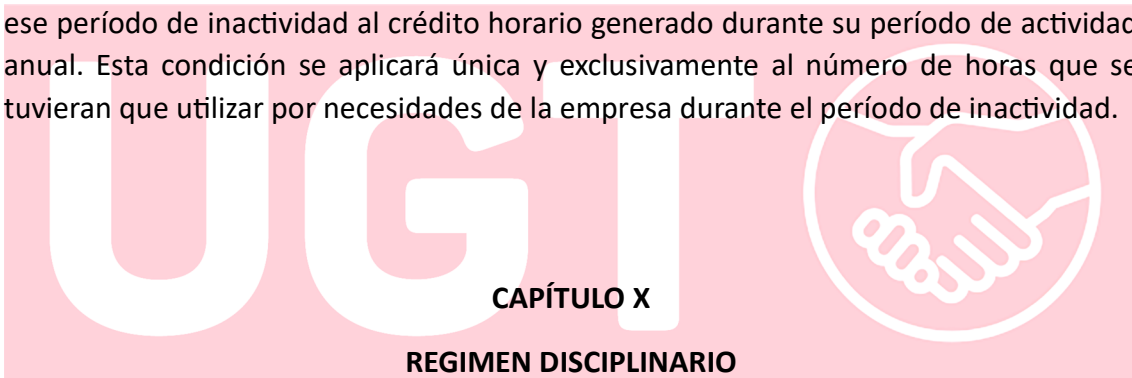 ese período de inactividad al crédito horario generado durante su período de actividad
anual. Esta condición se aplicará única y exclusivamente al número de horas que se
tuvieran que utilizar por necesidades de la empresa durante el período de inactividad.
UGT
CAPÍTULO X
REGIMEN DISCIPLINARIO